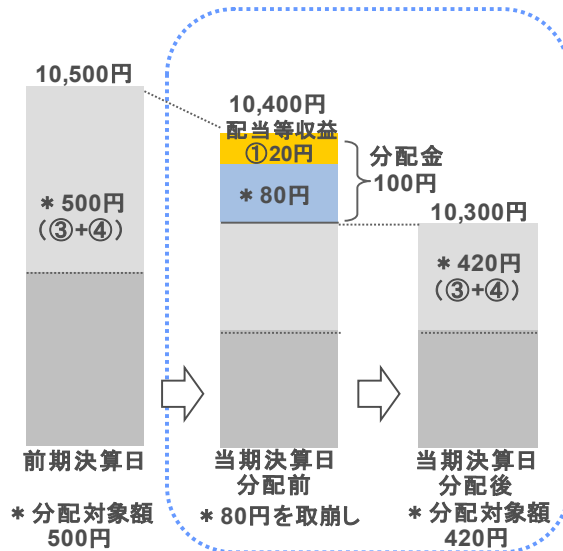 10,500円
＊500円
（③+④）
前期決算日
＊分配対象額
500円
10,400円
配当等収益
①20円
＊80円
分配金
100円
当期決算日
分配前
＊80円を取崩し
10,300円
＊420円
（③+④）
当期決算日
分配後
＊分配対象額
420円